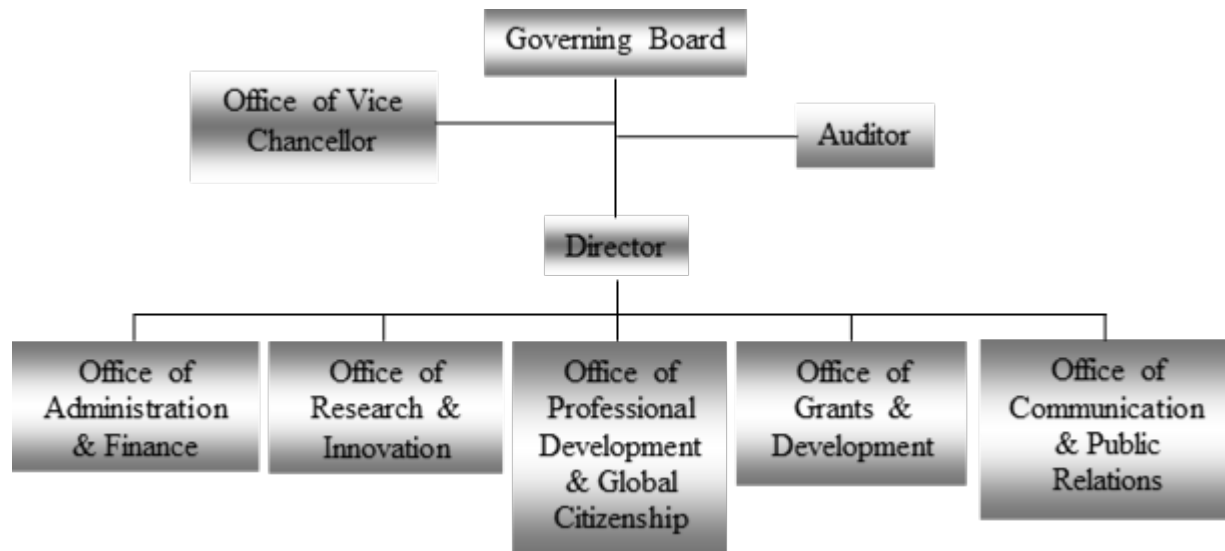 Governing Board
Office of Vice
Chancellor
Auditor
Director
Office of
Administration
& Finance
Office of
Research &
Innovation
Office of
Professional
Development
& Global
Citizenship
Office of
Grants &
Development
Office of
Communication
& Public
Relations